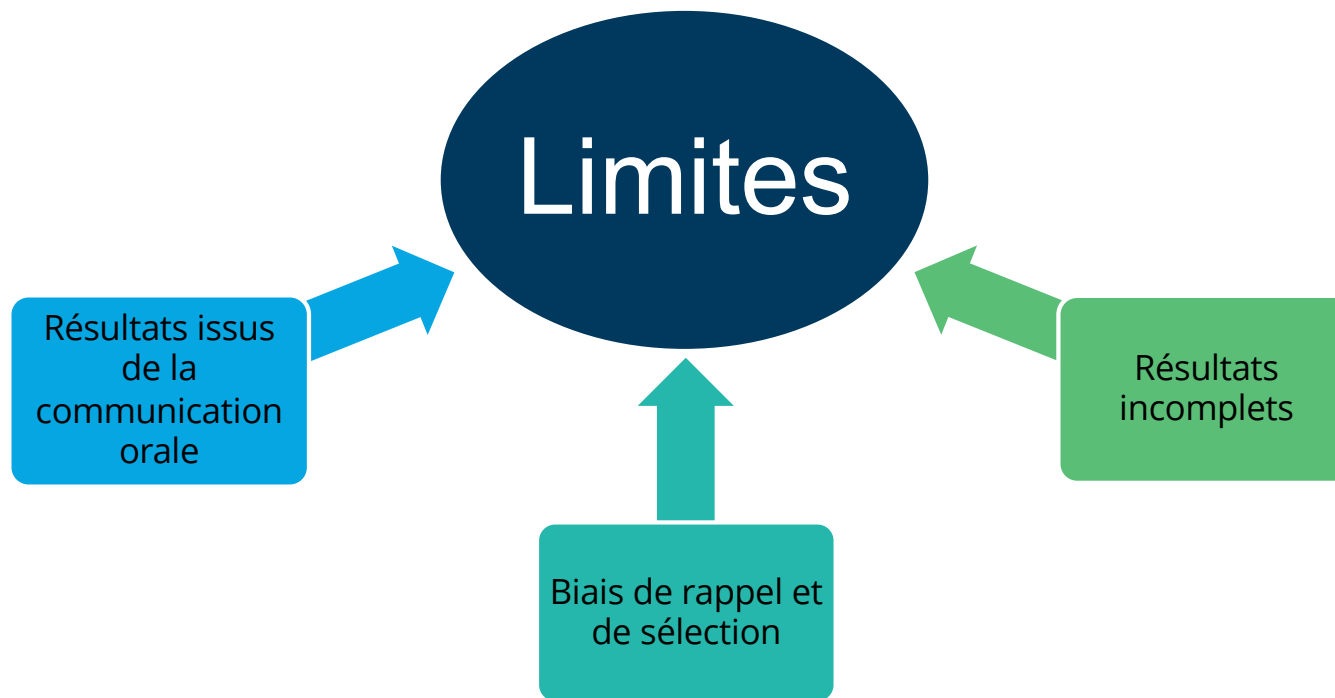 Limites
Résultats issus
de la
communication
orale
Résultats
incomplets
Biais de rappel et
de sélection